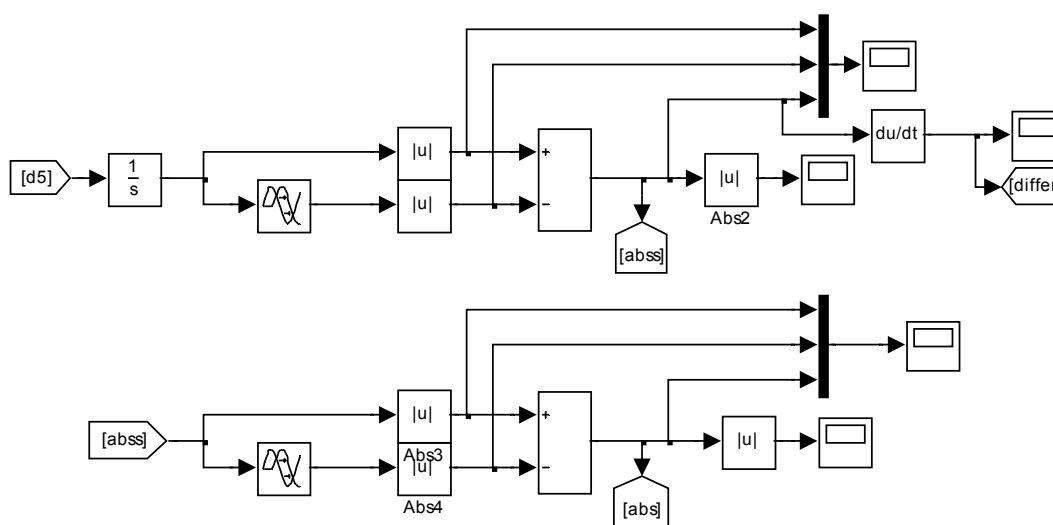 |u|
+
du/dt
[d5]
1
s
|u|
−
|u|
Abs2
[differ
[abss]
|u|
+
[abss]
Abs3
|u|
−
|u|
Abs4
[abs]